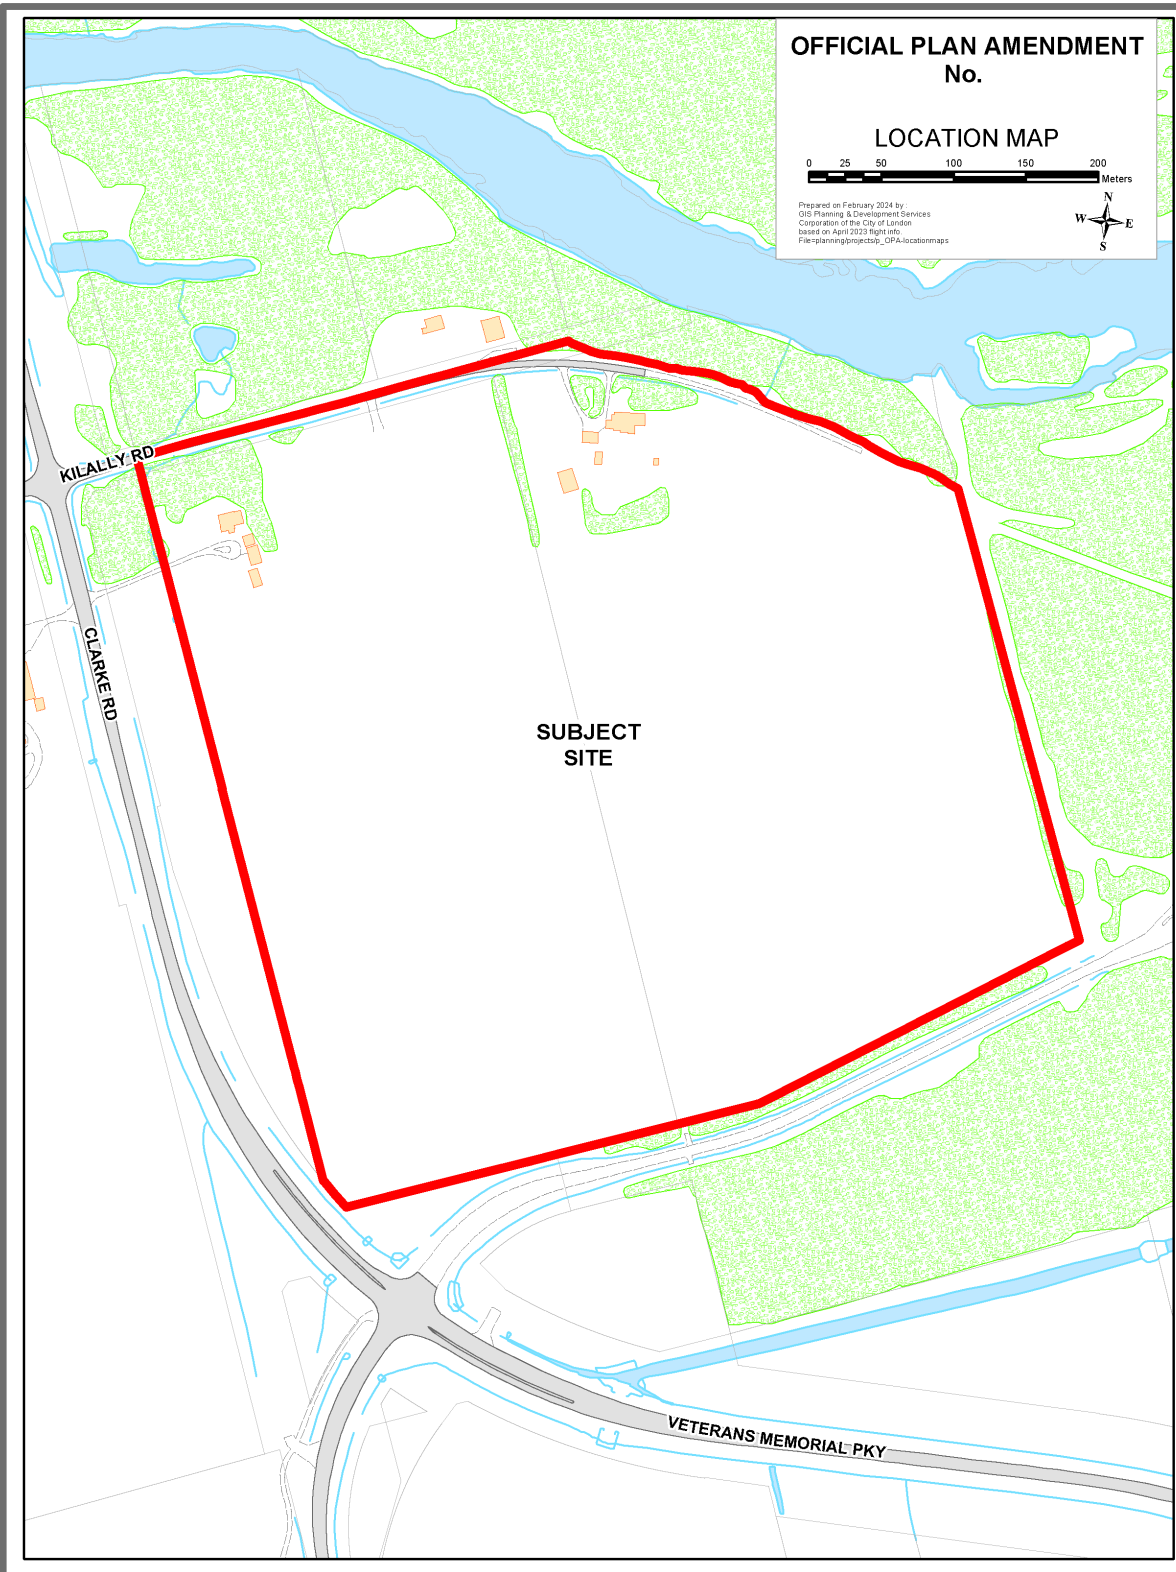 OFFICIAL PLAN AMENDMENT
No.
LOCATION MAP
0 25 50 100 150 200
Meters
Prepared on February 2024 by :
GIS Planning & Development Services
Corporation of the City of London
based on April 2023 flight info.
File=planning/projects/p_OPA-locationmaps
N
W E
S
KILALLY RD
CLARKE RD
SUBJECT
SITE
VETERANS MEMORIAL PKY